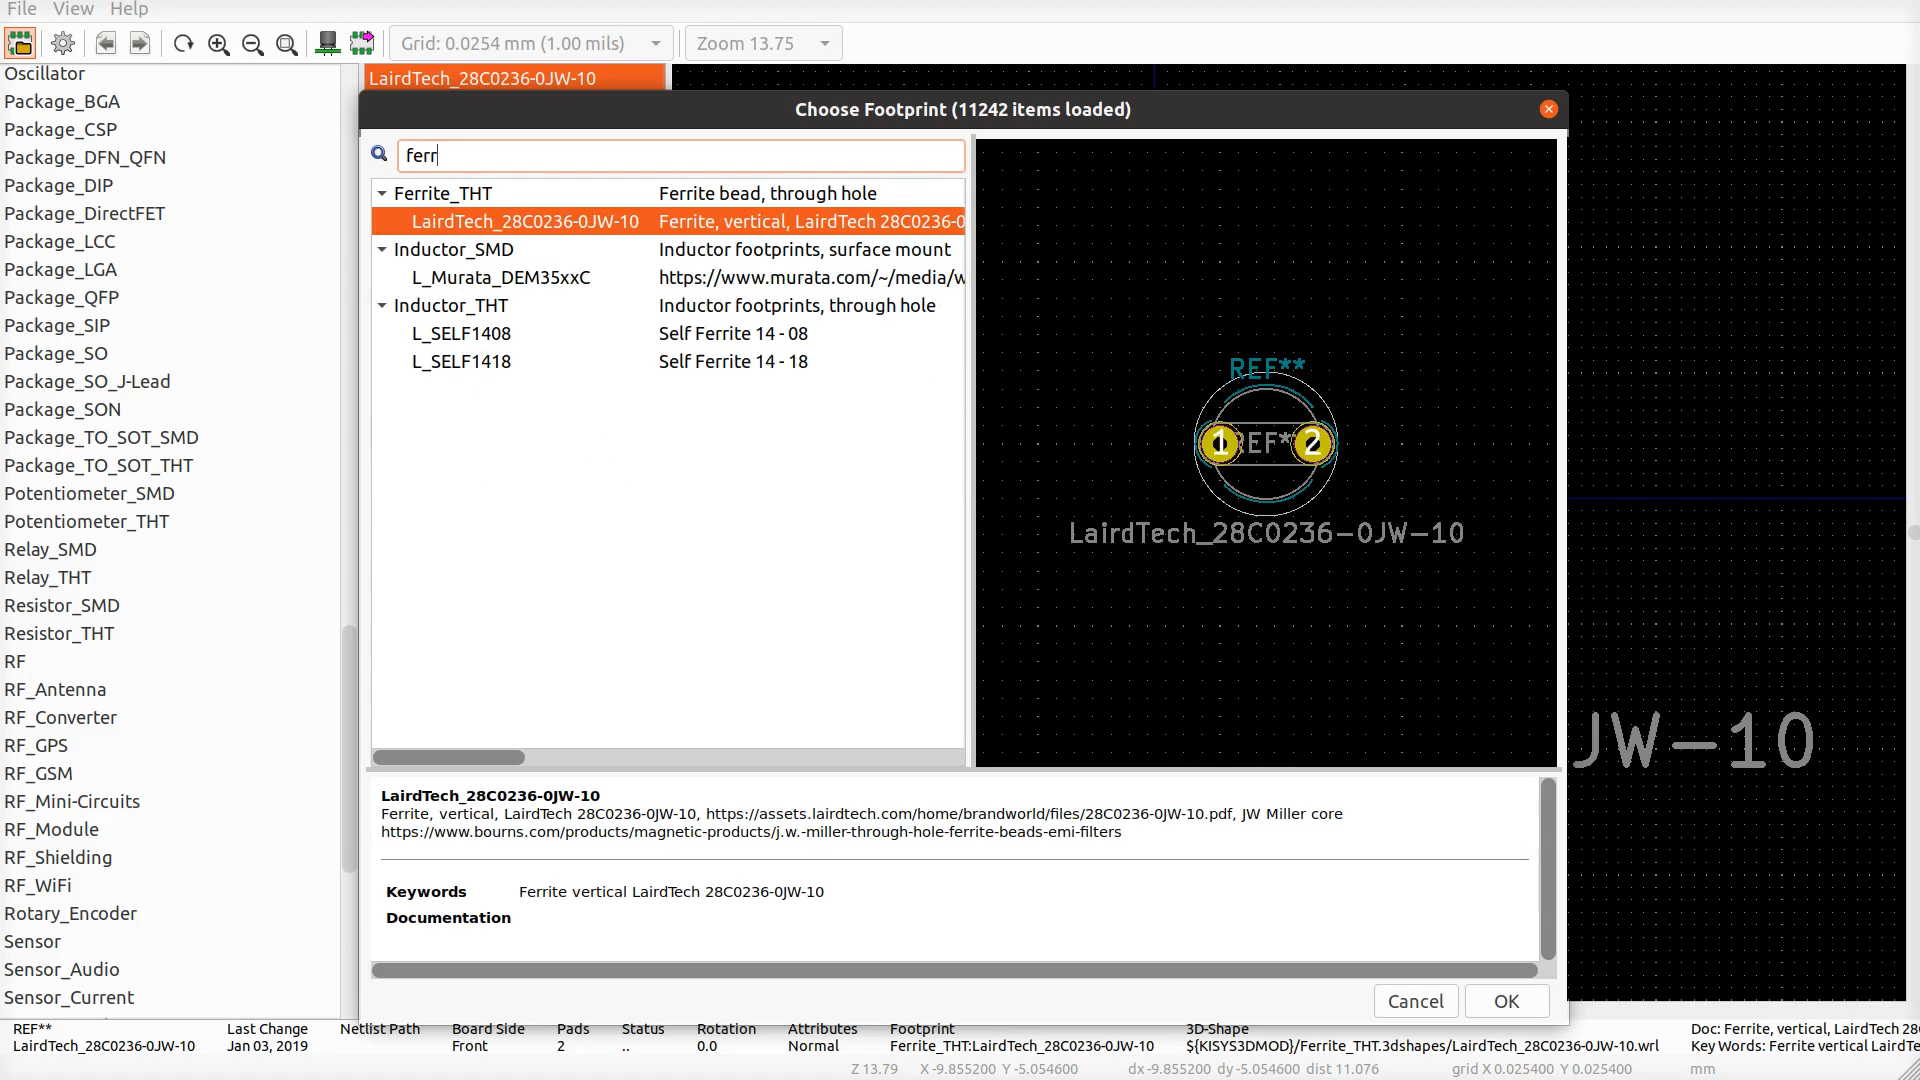 File View Help
Grid: 0.0254 mm (1.00 mils)
Zoom 13.75
Oscillator
Package_BGA
Package_CSP
Package_DFN_QFN
Package_DIP
Package_DirectFET
Package_LCC
Package_LGA
Package_QFP
Package_SIP
Package_SO
Package_SO_J-Lead
Package_SON
Package_TO_SOT_SMD
Package_TO_SOT_THT
Potentiometer_SMD
Potentiometer_THT
Relay_SMD
Relay_THT
Resistor_SMD
Resistor_THT
RF
RF_Antenna
RF_Converter
RF_GPS
RF_GSM
RF_Mini-Circuits
RF_Module
RF_Shielding
RF_WiFi
Rotary_Encoder
Sensor
Sensor_Audio
Sensor_Current
LairdTech_28C0236-0JW-10
Choose Footprint (11242 items loaded)
ferr
Ferrite_THT Ferrite bead, through hole
LairdTech_28C0236-0JW-10 Ferrite, vertical, LairdTech 28C0236-0
Inductor_SMD Inductor footprints, surface mount
L_Murata_DEM35xxC https://www.murata.com/~/media/w
Inductor_THT Inductor footprints, through hole
L_SELF1408 Self Ferrite 14 - 08
L_SELF1418 Self Ferrite 14 - 18
REF**
1 REF* 2
LairdTech_28C0236-0JW-10
JW-10
LairdTech_28C0236-0JW-10
Ferrite, vertical, LairdTech 28C0236-0JW-10, https://assets.lairdtech.com/home/brandworld/files/28C0236-0JW-10.pdf, JW Miller core
https://www.bourns.com/products/magnetic-products/j.w.-miller-through-hole-ferrite-beads-emi-filters
Keywords Ferrite vertical LairdTech 28C0236-0JW-10
Documentation
Cancel OK
REF** Last Change Netlist Path Board Side Pads Status Rotation Attributes Footprint 3D-Shape Doc: Ferrite, vertical, LairdTech 28
LairdTech_28C0236-0JW-10 Jan 03, 2019 Front 2 .. 0.0 Normal Ferrite_THT:LairdTech_28C0236-0JW-10 ${KISYS3DMOD}/Ferrite_THT.3dshapes/LairdTech_28C0236-0JW-10.wrl Key Words: Ferrite vertical LairdTe
Z 13.79 X -9.855200 Y -5.054600 dx -9.855200 dy -5.054600 dist 11.076 grid X 0.025400 Y 0.025400 mm